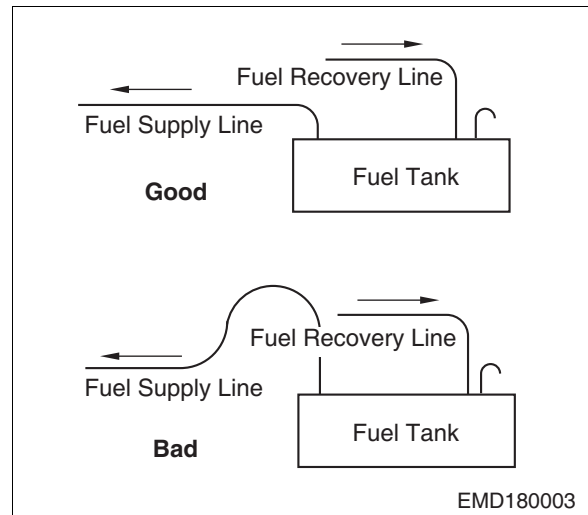 Fuel Recovery Line
Fuel Supply Line
Fuel Tank
Good
Fuel Recovery Line
Fuel Supply Line
Fuel Tank
Bad
EMD180003